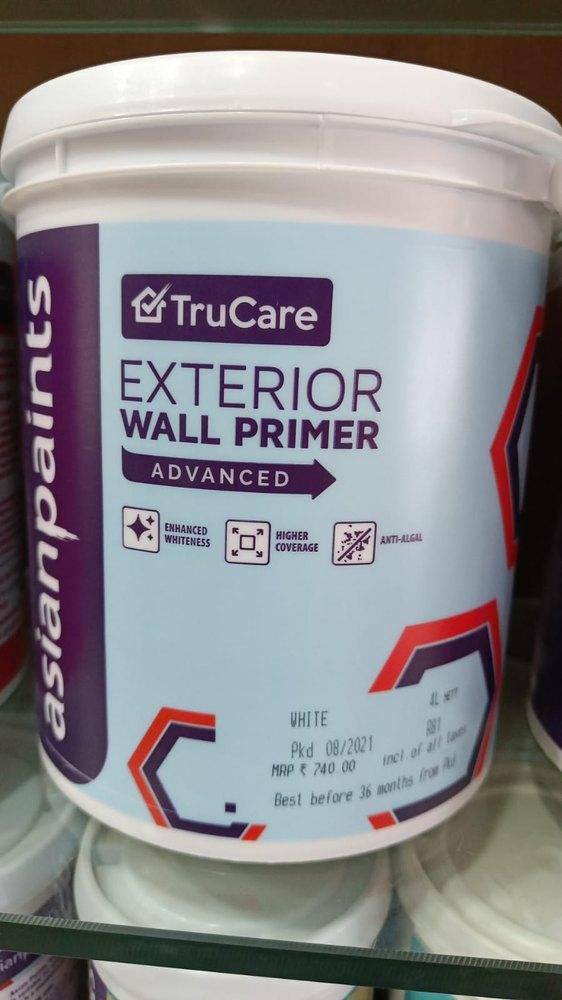 asianpaints
TruCare
EXTERIOR
WALL PRIMER
ADVANCED
ENHANCED
WHITENESS
HIGHER
COVERAGE
ANTI-ALGAL
WHITE
4L NETT
Pkd 08/2021
RB1
MRP ₹ 740.00
incl. of all taxes
Best before 36 months from Pkd